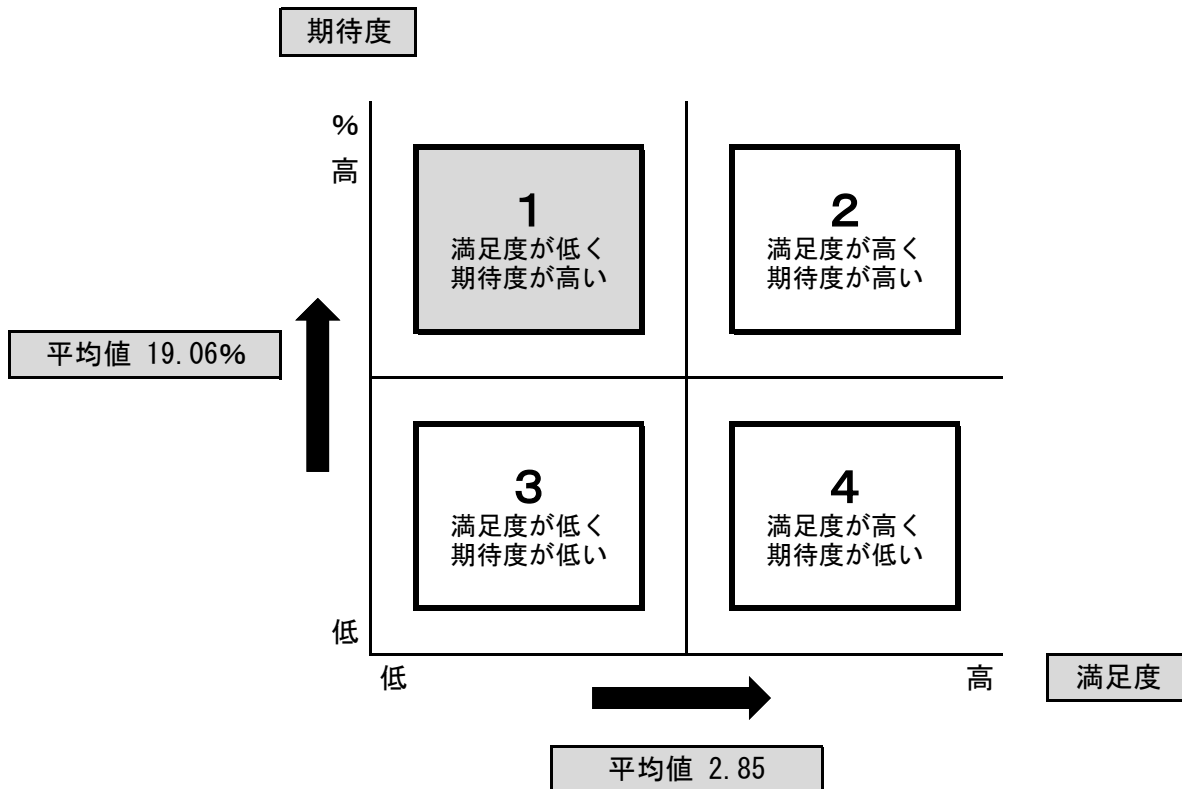 期待度
%
高
1
満足度が低く
期待度が高い
2
満足度が高く
期待度が高い
平均値 19.06%
3
満足度が低く
期待度が低い
4
満足度が高く
期待度が低い
低
低
高
満足度
平均値 2.85